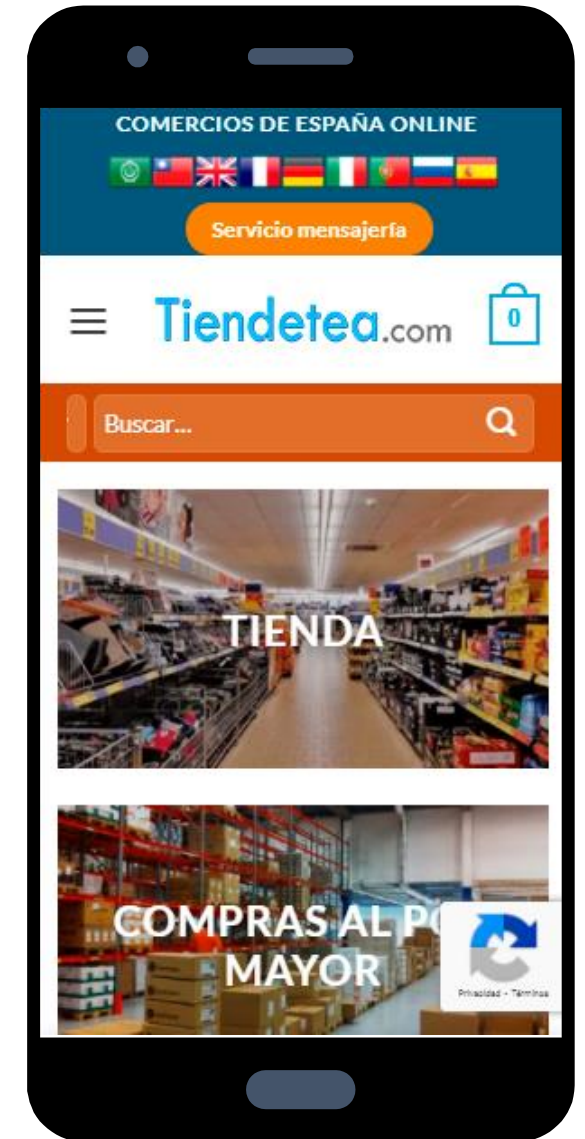 COMERCIOS DE ESPAÑA ONLINE
Servicio mensajería
Tiendetea.com
0
Buscar...
TIENDA
COMPRAS AL PO
MAYOR
Privacidad - Términos